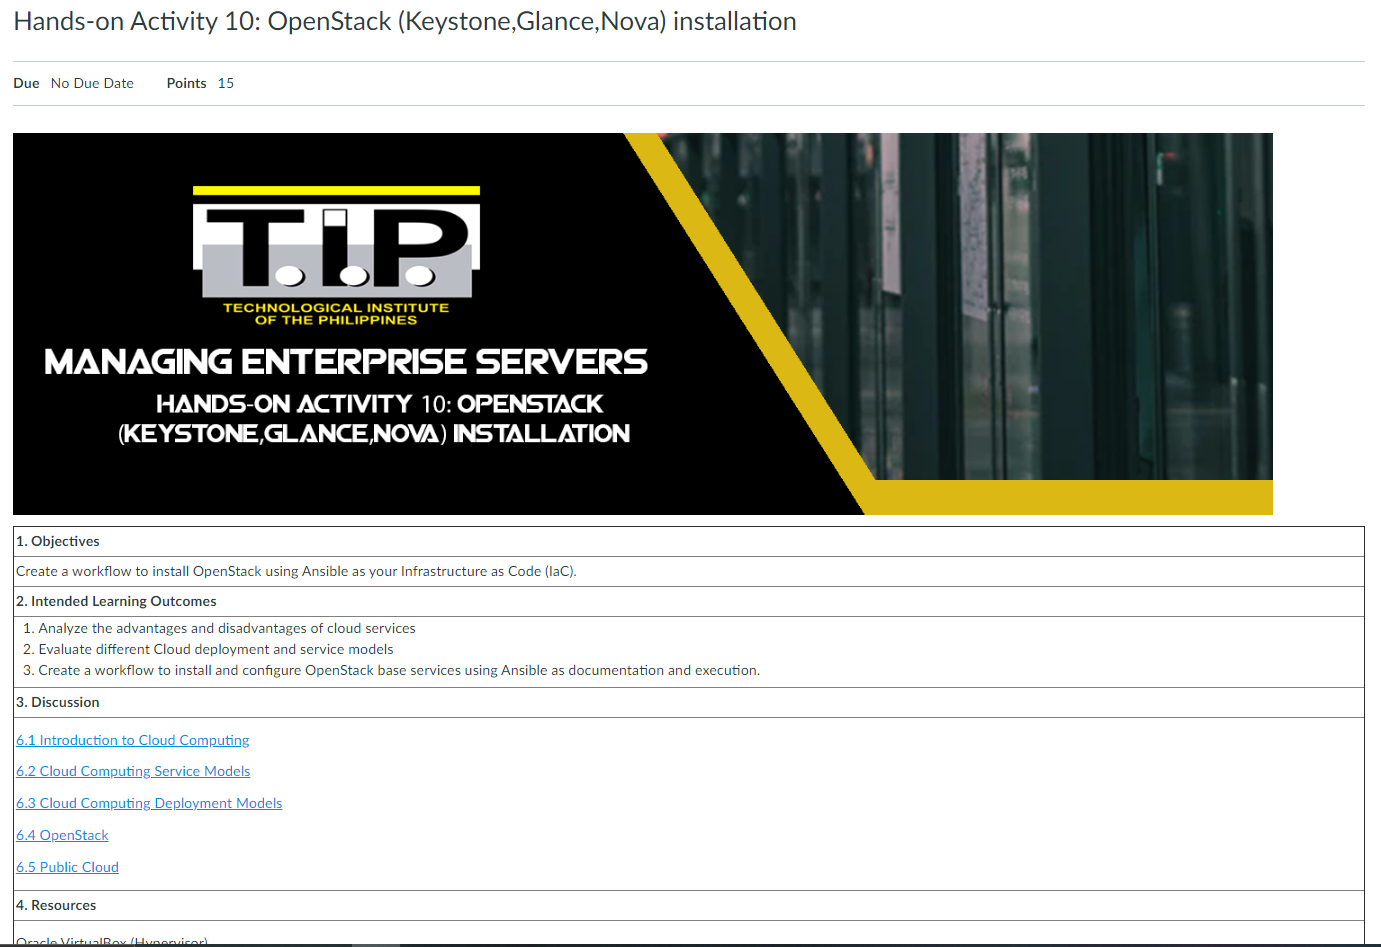 Hands-on Activity 10: OpenStack (Keystone,Glance,Nova) installation
Due No Due Date Points 15
T.I.P.
TECHNOLOGICAL INSTITUTE
OF THE PHILIPPINES
MANAGING ENTERPRISE SERVERS
HANDS-ON ACTIVITY 10: OPENSTACK
(KEYSTONE,GLANCE,NOVA) INSTALLATION
1. Objectives
Create a workflow to install OpenStack using Ansible as your Infrastructure as Code (IaC).
2. Intended Learning Outcomes
1. Analyze the advantages and disadvantages of cloud services
2. Evaluate different Cloud deployment and service models
3. Create a workflow to install and configure OpenStack base services using Ansible as documentation and execution.
3. Discussion
6.1 Introduction to Cloud Computing
6.2 Cloud Computing Service Models
6.3 Cloud Computing Deployment Models
6.4 OpenStack
6.5 Public Cloud
4. Resources
Oracle VirtualBox (Hypervisor)